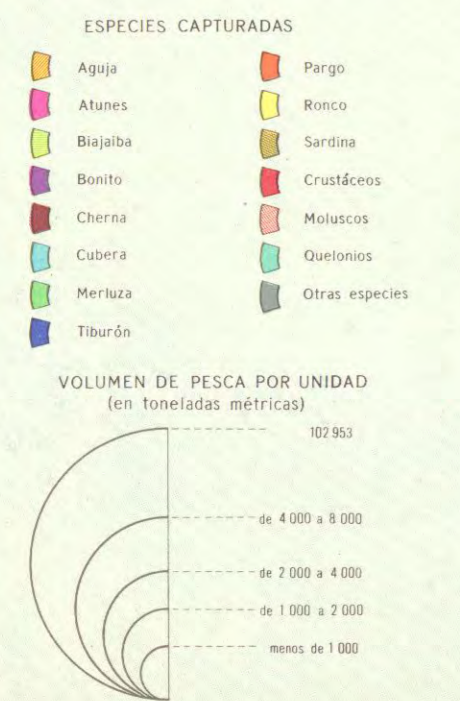 ESPECIES CAPTURADAS
Aguja
Atunes
Biajaiba
Bonito
Cherna
Cubera
Merluza
Tiburón
Pargo
Ronco
Sardina
Crustáceos
Moluscos
Quelonios
Otras especies
VOLUMEN DE PESCA POR UNIDAD
(en toneladas métricas)
102 953
de 4 000 a 8 000
de 2 000 a 4 000
de 1 000 a 2 000
menos de 1 000